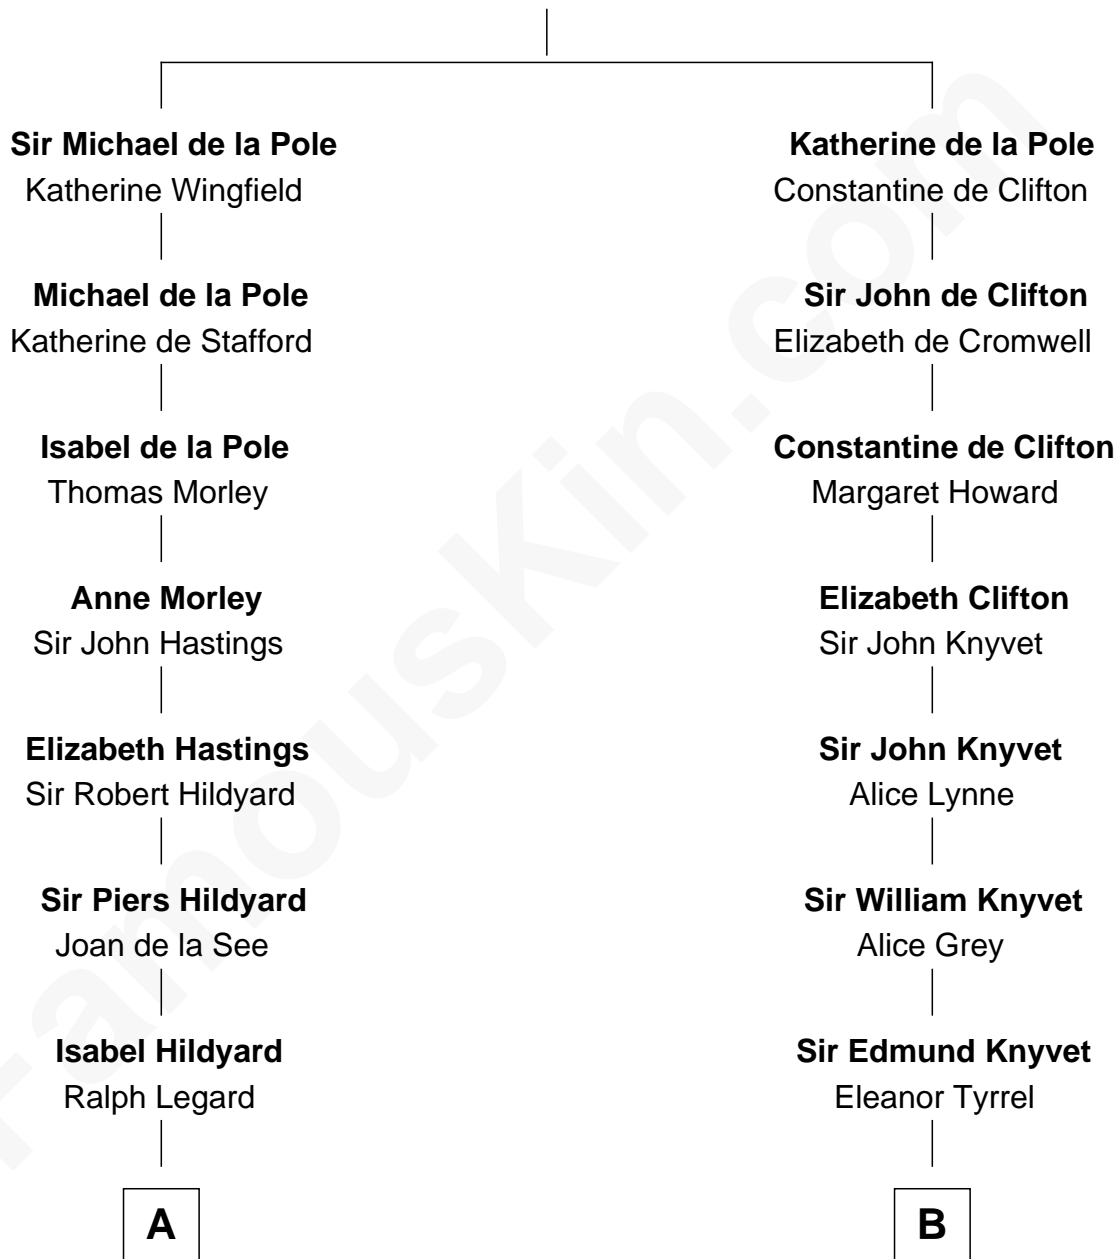 Sir Michael de la Pole
Katherine Wingfield
Michael de la Pole
Katherine de Stafford
Isabel de la Pole
Thomas Morley
Anne Morley
Sir John Hastings
Elizabeth Hastings
Sir Robert Hildyard
Sir Piers Hildyard
Joan de la See
Isabel Hildyard
Ralph Legard
A
Katherine de la Pole
Constantine de Clifton
Sir John de Clifton
Elizabeth de Cromwell
Constantine de Clifton
Margaret Howard
Elizabeth Clifton
Sir John Knyvet
Sir John Knyvet
Alice Lynne
Sir William Knyvet
Alice Grey
Sir Edmund Knyvet
Eleanor Tyrrel
B
FamousKin.com